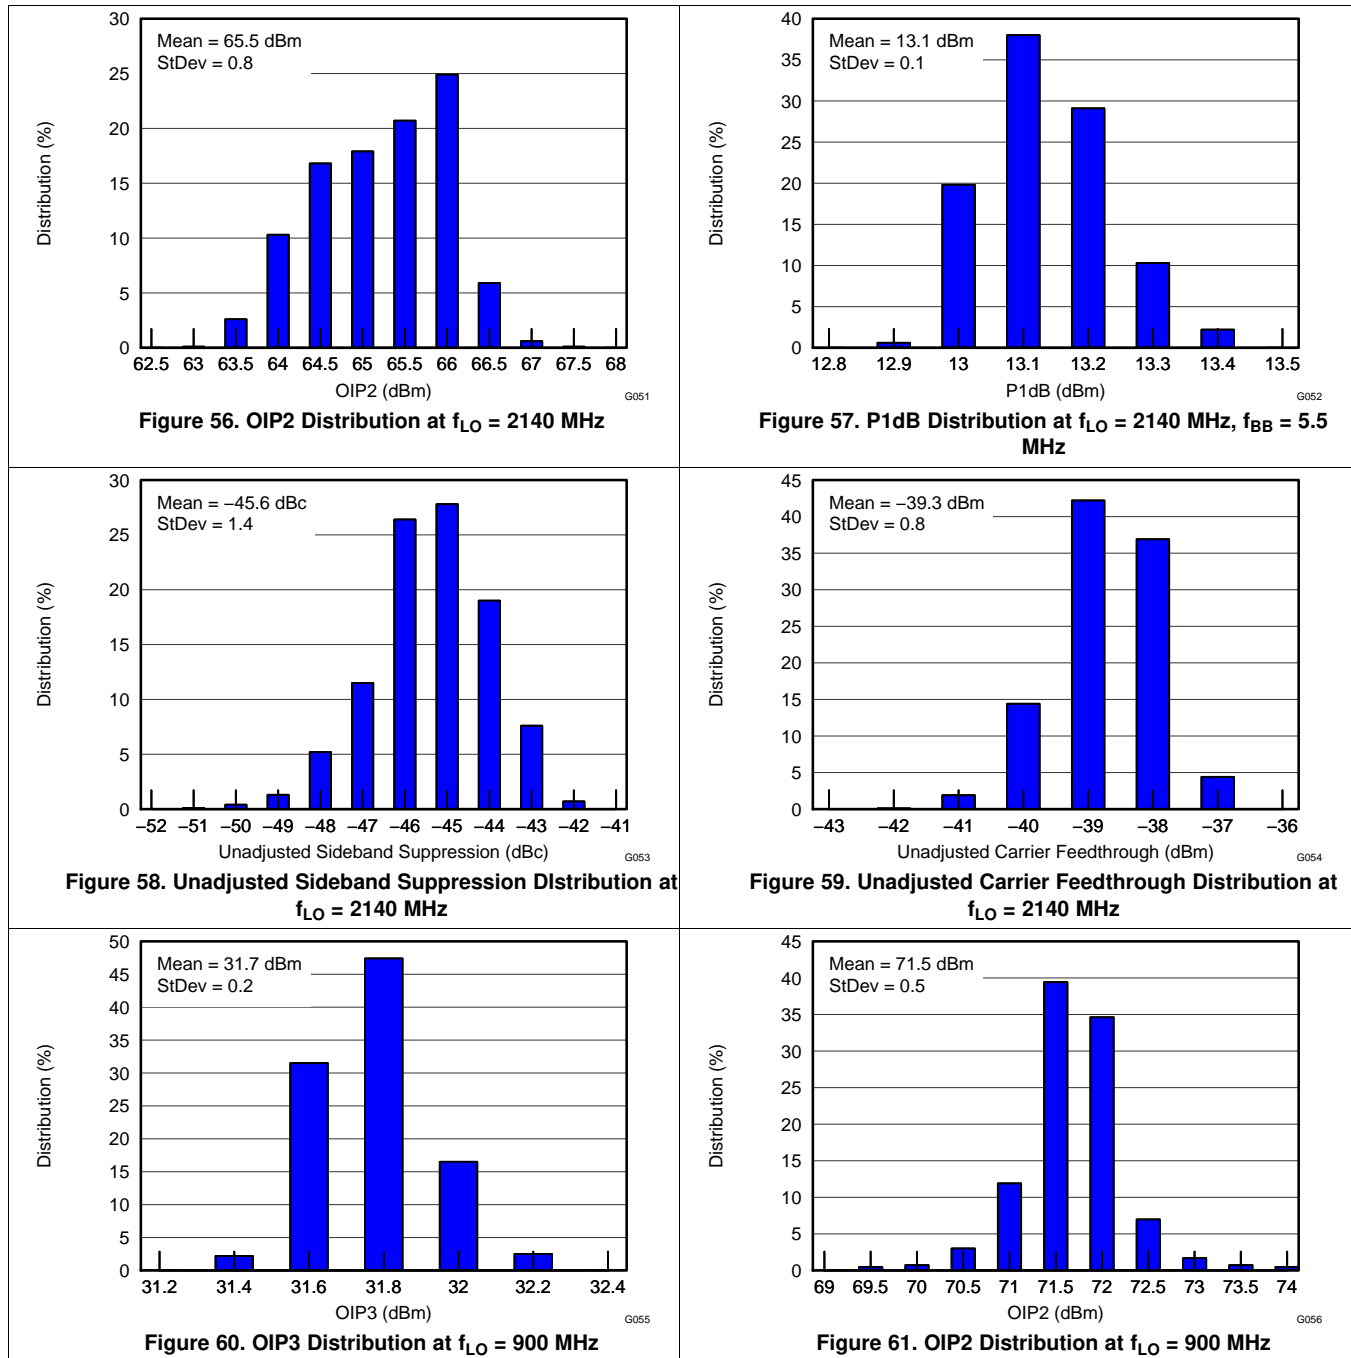 30
25
20
15
10
5
0
Distribution (%)
Mean = 65.5 dBm
StDev = 0.8
62.5 63 63.5 64 64.5 65 65.5 66 66.5 67 67.5 68
OIP2 (dBm)
G051
Figure 56. OIP2 Distribution at fLO = 2140 MHz
40
35
30
25
20
15
10
5
0
Distribution (%)
Mean = 13.1 dBm
StDev = 0.1
12.8 12.9 13 13.1 13.2 13.3 13.4 13.5
P1dB (dBm)
G052
Figure 57. P1dB Distribution at fLO = 2140 MHz, fBB = 5.5
MHz
30
25
20
15
10
5
0
Distribution (%)
Mean = −45.6 dBc
StDev = 1.4
−52 −51 −50 −49 −48 −47 −46 −45 −44 −43 −42 −41
Unadjusted Sideband Suppression (dBc)
G053
Figure 58. Unadjusted Sideband Suppression DIstribution at
fLO = 2140 MHz
45
40
35
30
25
20
15
10
5
0
Distribution (%)
Mean = −39.3 dBm
StDev = 0.8
−43 −42 −41 −40 −39 −38 −37 −36
Unadjusted Carrier Feedthrough (dBm)
G054
Figure 59. Unadjusted Carrier Feedthrough Distribution at
fLO = 2140 MHz
50
45
40
35
30
25
20
15
10
5
0
Distribution (%)
Mean = 31.7 dBm
StDev = 0.2
31.2 31.4 31.6 31.8 32 32.2 32.4
OIP3 (dBm)
G055
Figure 60. OIP3 Distribution at fLO = 900 MHz
45
40
35
30
25
20
15
10
5
0
Distribution (%)
Mean = 71.5 dBm
StDev = 0.5
69 69.5 70 70.5 71 71.5 72 72.5 73 73.5 74
OIP2 (dBm)
G056
Figure 61. OIP2 Distribution at fLO = 900 MHz